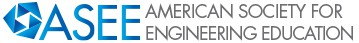 ASEE AMERICAN SOCIETY FOR
ENGINEERING EDUCATION